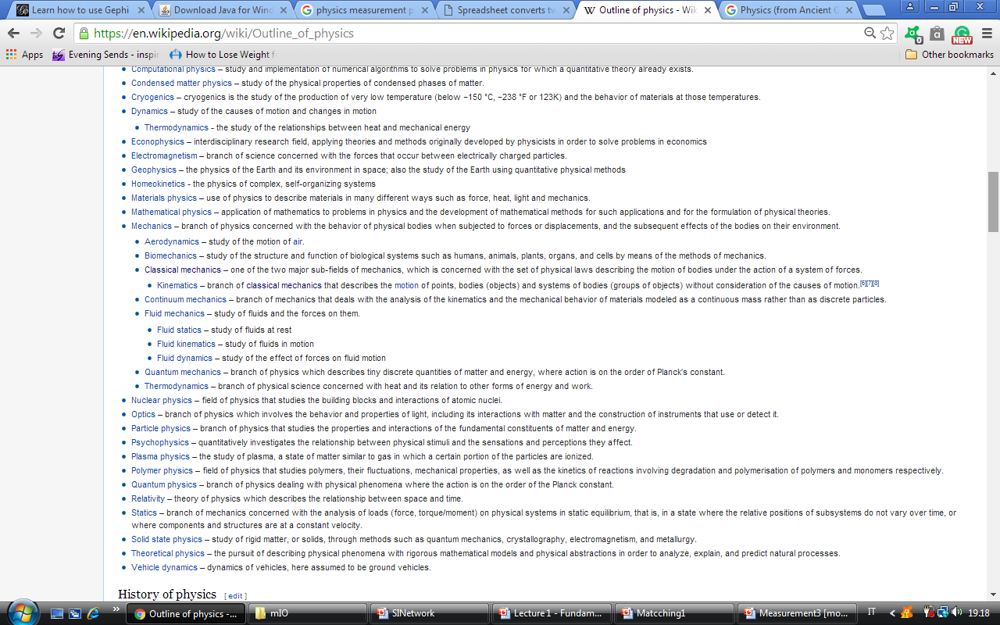 Learn how to use Gephi
Download Java for Wind
physics measurement p
Spreadsheet converts tw
Outline of physics - Wik
Physics (from Ancient G
https://en.wikipedia.org/wiki/Outline_of_physics
0
a
NEW
Apps
Evening Sends - inspir
How to Lose Weight f
Other bookmarks
Computational physics – study and implementation of numerical algorithms to solve problems in physics for which a quantitative theory already exists.
Condensed matter physics – study of the physical properties of condensed phases of matter.
Cryogenics – cryogenics is the study of the production of very low temperature (below −150 °C, −238 °F or 123K) and the behavior of materials at those temperatures.
Dynamics – study of the causes of motion and changes in motion
Thermodynamics - the study of the relationships between heat and mechanical energy
Econophysics – interdisciplinary research field, applying theories and methods originally developed by physicists in order to solve problems in economics
Electromagnetism – branch of science concerned with the forces that occur between electrically charged particles.
Geophysics – the physics of the Earth and its environment in space; also the study of the Earth using quantitative physical methods
Homeokinetics - the physics of complex, self-organizing systems
Materials physics – use of physics to describe materials in many different ways such as force, heat, light and mechanics.
Mathematical physics – application of mathematics to problems in physics and the development of mathematical methods for such applications and for the formulation of physical theories.
Mechanics – branch of physics concerned with the behavior of physical bodies when subjected to forces or displacements, and the subsequent effects of the bodies on their environment.
Aerodynamics – study of the motion of air.
Biomechanics – study of the structure and function of biological systems such as humans, animals, plants, organs, and cells by means of the methods of mechanics.
Classical mechanics – one of the two major sub-fields of mechanics, which is concerned with the set of physical laws describing the motion of bodies under the action of a system of forces.
Kinematics – branch of classical mechanics that describes the motion of points, bodies (objects) and systems of bodies (groups of objects) without consideration of the causes of motion.[6][7][8]
Continuum mechanics – branch of mechanics that deals with the analysis of the kinematics and the mechanical behavior of materials modeled as a continuous mass rather than as discrete particles.
Fluid mechanics – study of fluids and the forces on them.
Fluid statics – study of fluids at rest
Fluid kinematics – study of fluids in motion
Fluid dynamics – study of the effect of forces on fluid motion
Quantum mechanics – branch of physics which describes tiny discrete quantities of matter and energy, where action is on the order of Planck's constant.
Thermodynamics – branch of physical science concerned with heat and its relation to other forms of energy and work.
Nuclear physics – field of physics that studies the building blocks and interactions of atomic nuclei.
Optics – branch of physics which involves the behavior and properties of light, including its interactions with matter and the construction of instruments that use or detect it.
Particle physics – branch of physics that studies the properties and interactions of the fundamental constituents of matter and energy.
Psychophysics – quantitatively investigates the relationship between physical stimuli and the sensations and perceptions they affect.
Plasma physics – the study of plasma, a state of matter similar to gas in which a certain portion of the particles are ionized.
Polymer physics – field of physics that studies polymers, their fluctuations, mechanical properties, as well as the kinetics of reactions involving degradation and polymerisation of polymers and monomers respectively.
Quantum physics – branch of physics dealing with physical phenomena where the action is on the order of the Planck constant.
Relativity – theory of physics which describes the relationship between space and time.
Statics – branch of mechanics concerned with the analysis of loads (force, torque/moment) on physical systems in static equilibrium, that is, in a state where the relative positions of subsystems do not vary over time, or
where components and structures are at a constant velocity.
Solid state physics – study of rigid matter, or solids, through methods such as quantum mechanics, crystallography, electromagnetism, and metallurgy.
Theoretical physics – the pursuit of describing physical phenomena with rigorous mathematical models and physical abstractions in order to analyze, explain, and predict natural processes.
Vehicle dynamics – dynamics of vehicles, here assumed to be ground vehicles.
History of physics [ edit ]
Outline of physics -...
mIO
SINetwork
Lecture 1 - Fundam...
Matcching1
Measurement3 [mo...
IT
19.18